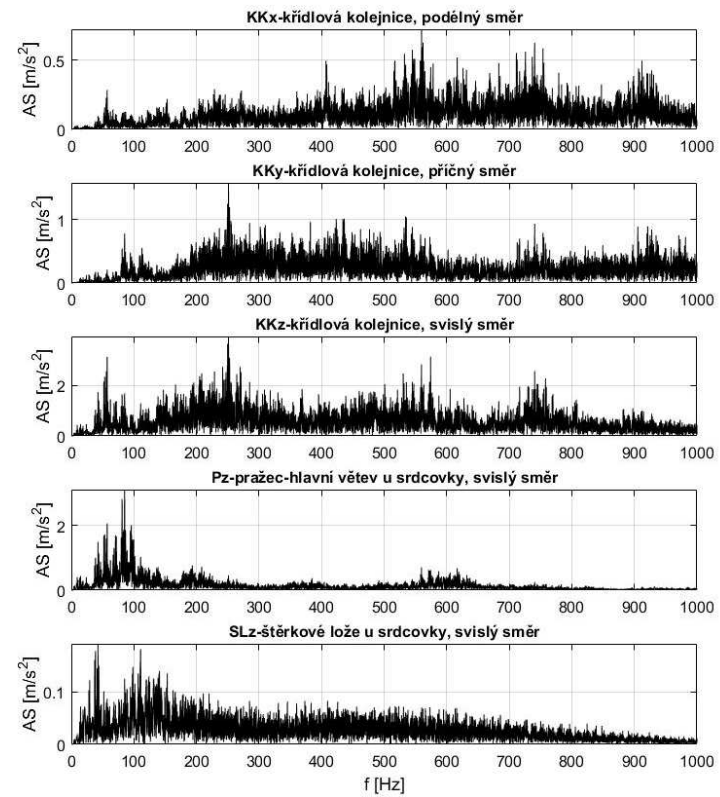 KKx-křídlová kolejnice, podélný směr
AS [m/s²]
0.5
0
0 100 200 300 400 500 600 700 800 900 1000
KKy-křídlová kolejnice, příčný směr
AS [m/s²]
1
0
0 100 200 300 400 500 600 700 800 900 1000
KKz-křídlová kolejnice, svislý směr
AS [m/s²]
2
0
0 100 200 300 400 500 600 700 800 900 1000
Pz-pražec-hlavní větev u srdcovky, svislý směr
AS [m/s²]
2
0
0 100 200 300 400 500 600 700 800 900 1000
SLz-štěrkové lože u srdcovky, svislý směr
AS [m/s²]
0.1
0
0 100 200 300 400 500 600 700 800 900 1000
f [Hz]